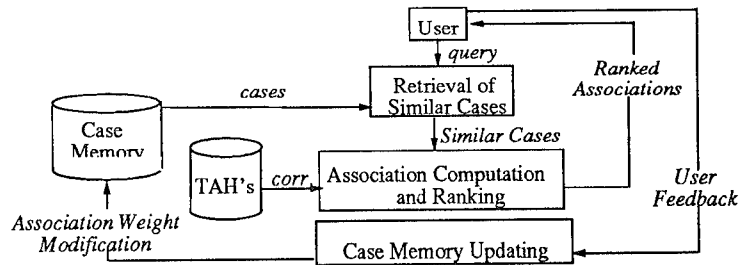 User
query
Ranked
Associations
cases
Retrieval of
Similar Cases
Case
Memory
Similar Cases
TAH's
corr
Association Computation
and Ranking
User
Feedback
Association Weight
Modification
Case Memory Updating